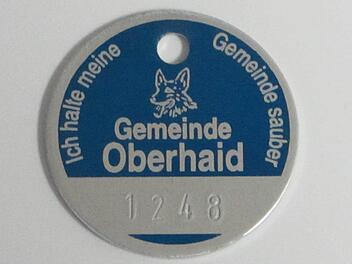 Ich halte meine
Gemeinde sauber
Gemeinde
Oberhaid
1248